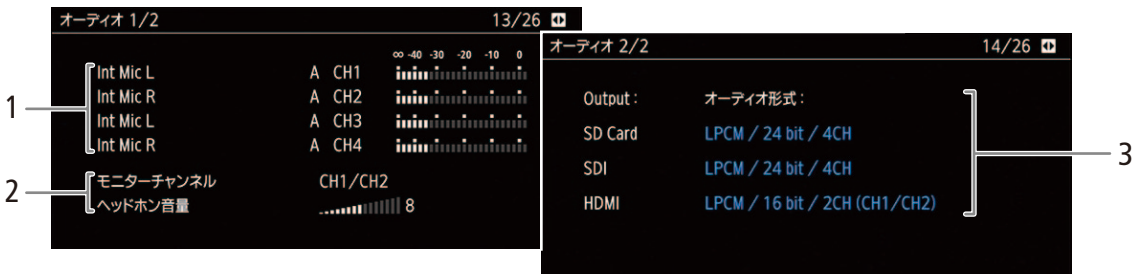 オーディオ 1/2 13/26
∞ -40 -30 -20 -10 0
Int Mic L A CH1
Int Mic R A CH2
Int Mic L A CH3
Int Mic R A CH4
1
モニターチャンネル CH1/CH2
ヘッドホン音量 8
2
オーディオ 2/2 14/26
Output : オーディオ形式 :
SD Card LPCM / 24 bit / 4CH
SDI LPCM / 24 bit / 4CH
HDMI LPCM / 16 bit / 2CH (CH1/CH2)
3